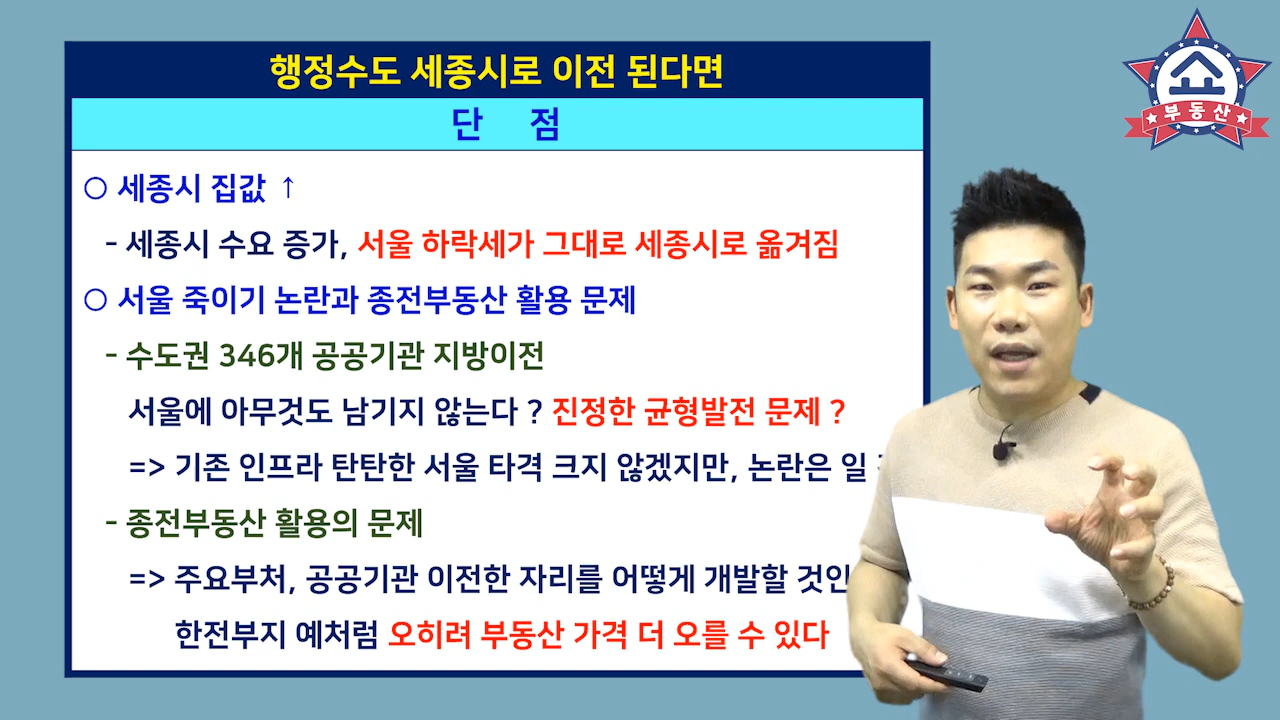 행정수도 세종시로 이전 된다면
단 점
○ 세종시 집값 ↑
- 세종시 수요 증가, 서울 하락세가 그대로 세종시로 옮겨짐
○ 서울 죽이기 논란과 종전부동산 활용 문제
- 수도권 346개 공공기관 지방이전
서울에 아무것도 남기지 않는다 ? 진정한 균형발전 문제 ?
=> 기존 인프라 탄탄한 서울 타격 크지 않겠지만, 논란은 일
- 종전부동산 활용의 문제
=> 주요부처, 공공기관 이전한 자리를 어떻게 개발할 것인
한전부지 예처럼 오히려 부동산 가격 더 오를 수 있다
부동산